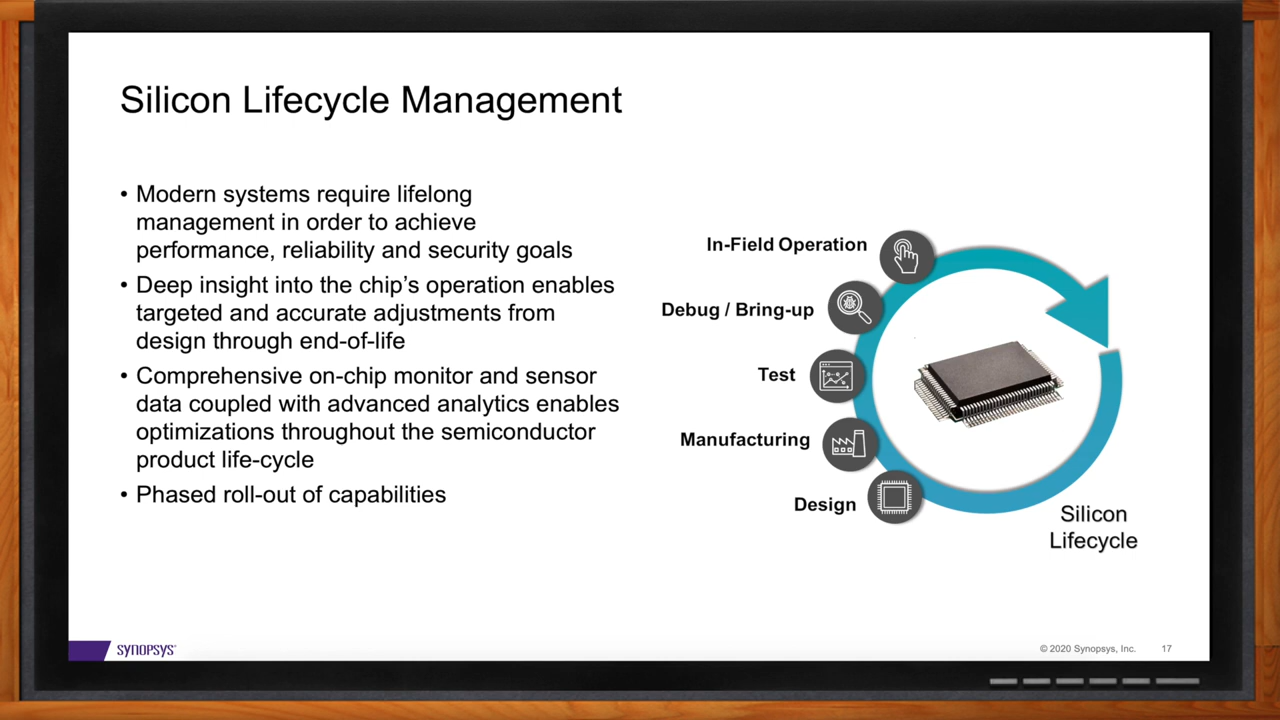 Silicon Lifecycle Management
• Modern systems require lifelong
management in order to achieve
performance, reliability and security goals
• Deep insight into the chip's operation enables
targeted and accurate adjustments from
design through end-of-life
• Comprehensive on-chip monitor and sensor
data coupled with advanced analytics enables
optimizations throughout the semiconductor
product life-cycle
• Phased roll-out of capabilities
In-Field Operation
Debug / Bring-up
Test
Manufacturing
Design
Silicon
Lifecycle
SYNOPSYS®
© 2020 Synopsys, Inc.
17